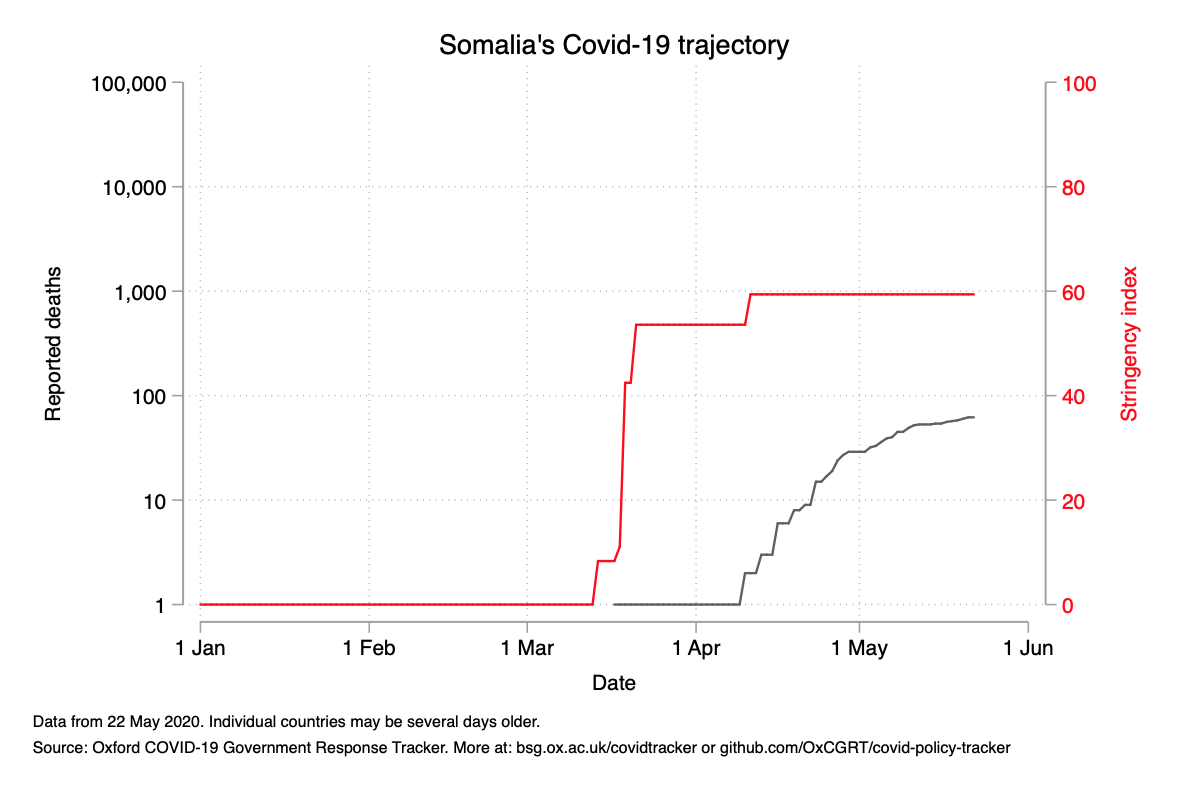 Somalia's Covid-19 trajectory
100,000
10,000
1,000
100
10
1
Reported deaths
100
80
60
40
20
0
Stringency index
1 Jan
1 Feb
1 Mar
1 Apr
1 May
1 Jun
Date
Data from 22 May 2020. Individual countries may be several days older.
Source: Oxford COVID-19 Government Response Tracker. More at: bsg.ox.ac.uk/covidtracker or github.com/OxCGRT/covid-policy-tracker